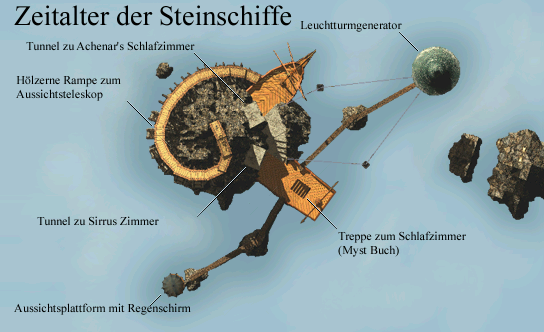 Zeitalter der Steinschiffe
Leuchtturmgenerator
Tunnel zu Achenar's Schlafzimmer
Hölzerne Rampe zum
Aussichtsteleskop
Tunnel zu Sirrus Zimmer
Treppe zum Schlafzimmer
(Myst Buch)
Aussichtsplattform mit Regenschirm